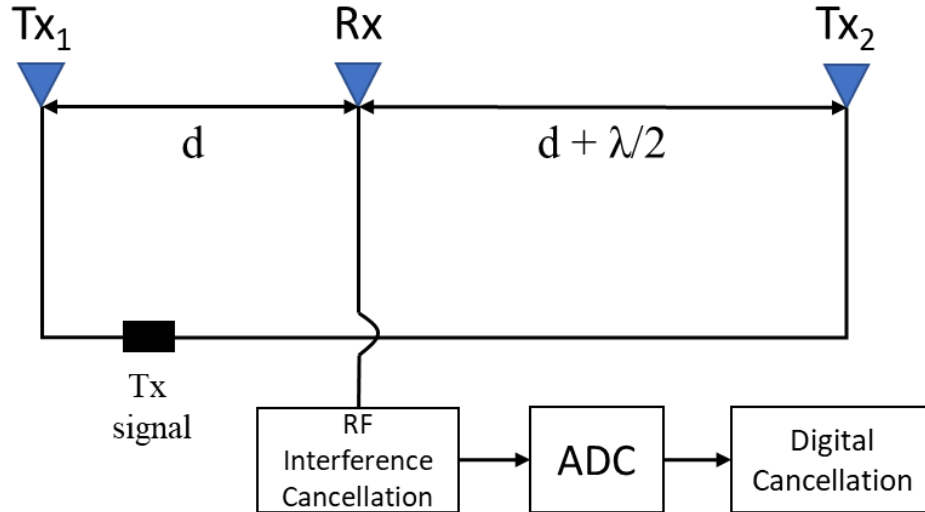 Tx₁
Rx
Tx₂
d
d + λ/2
Tx
signal
RF
Interference
Cancellation
ADC
Digital
Cancellation